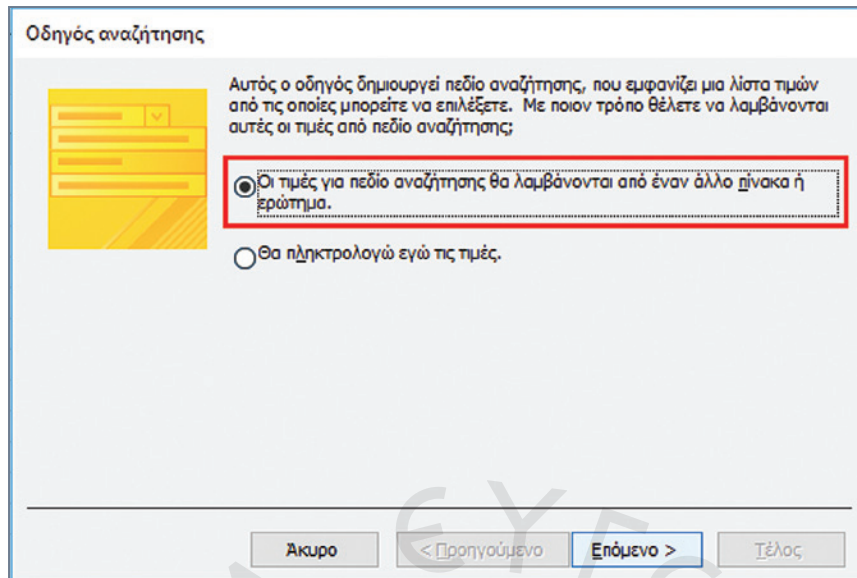 Οδηγός αναζήτησης
Αυτός ο οδηγός δημιουργεί πεδίο αναζήτησης, που εμφανίζει μια λίστα τιμών
από τις οποίες μπορείτε να επιλέξετε. Με ποιον τρόπο θέλετε να λαμβάνονται
αυτές οι τιμές από πεδίο αναζήτησης;
Οι τιμές για πεδίο αναζήτησης θα λαμβάνονται από έναν άλλο πίνακα ή
ερώτημα.
Θα πληκτρολογώ εγώ τις τιμές.
Άκυρο
< Προηγούμενο
Επόμενο >
Τέλος